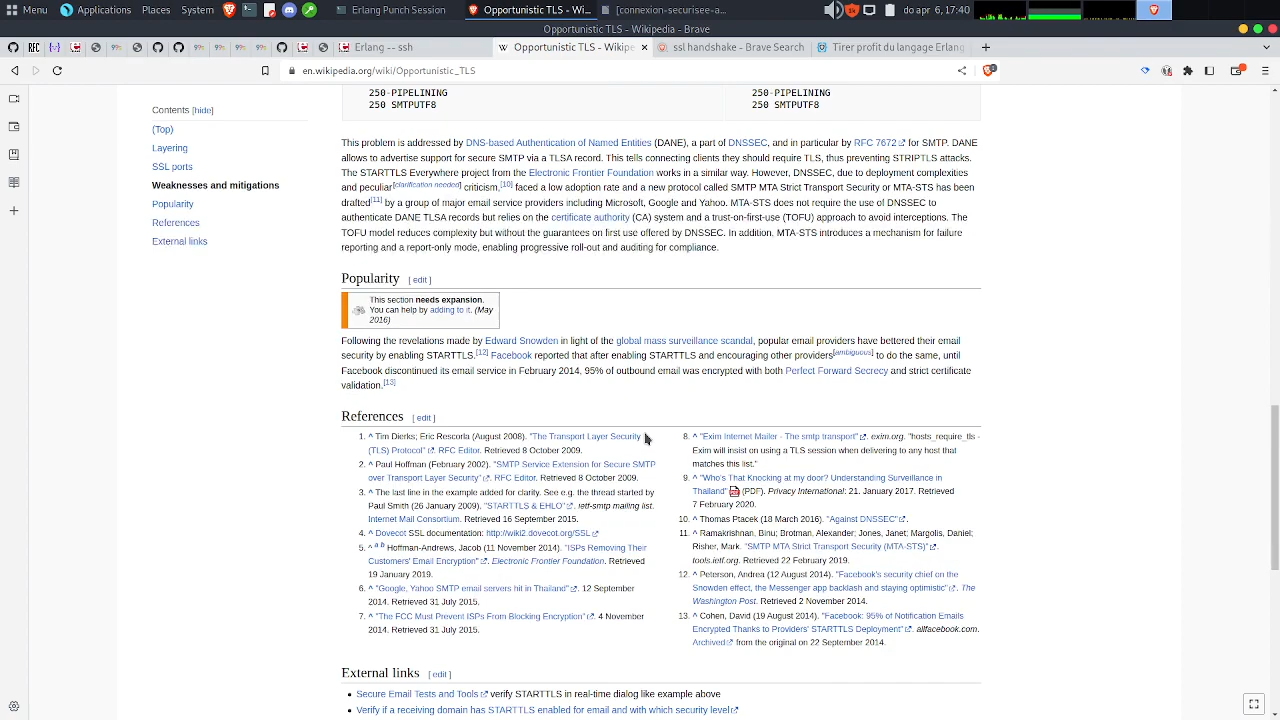 Menu Applications Places System Erlang Punc Session Opportunistic TLS - Wi... [connexion-securisee-... do apr 6, 17:40
Opportunistic TLS - Wikipedia - Brave
Erlang -- ssh Opportunistic TLS - Wikipe ssl handshake - Brave Search Tirer profit du langage Erlang
en.wikipedia.org/wiki/Opportunistic_TLS
250-PIPELINING 250-PIPELINING
250 SMTPUTF8 250 SMTPUTF8
Contents [hide]
(Top)
Layering
SSL ports
Weaknesses and mitigations
Popularity
References
External links
This problem is addressed by DNS-based Authentication of Named Entities (DANE), a part of DNSSEC, and in particular by RFC 7672 for SMTP. DANE
allows to advertise support for secure SMTP via a TLSA record. This tells connecting clients they should require TLS, thus preventing STRIPTLS attacks.
The STARTTLS Everywhere project from the Electronic Frontier Foundation works in a similar way. However, DNSSEC, due to deployment complexities
and peculiar[clarification needed] criticism,[10] faced a low adoption rate and a new protocol called SMTP MTA Strict Transport Security or MTA-STS has been
drafted[11] by a group of major email service providers including Microsoft, Google and Yahoo. MTA-STS does not require the use of DNSSEC to
authenticate DANE TLSA records but relies on the certificate authority (CA) system and a trust-on-first-use (TOFU) approach to avoid interceptions. The
TOFU model reduces complexity but without the guarantees on first use offered by DNSSEC. In addition, MTA-STS introduces a mechanism for failure
reporting and a report-only mode, enabling progressive roll-out and auditing for compliance.
Popularity [ edit ]
This section needs expansion.
You can help by adding to it. (May
2016)
Following the revelations made by Edward Snowden in light of the global mass surveillance scandal, popular email providers have bettered their email
security by enabling STARTTLS.[12] Facebook reported that after enabling STARTTLS and encouraging other providers[ambiguous] to do the same, until
Facebook discontinued its email service in February 2014, 95% of outbound email was encrypted with both Perfect Forward Secrecy and strict certificate
validation.[13]
References [ edit ]
1. ^ Tim Dierks; Eric Rescorla (August 2008). "The Transport Layer Security
(TLS) Protocol". RFC Editor. Retrieved 8 October 2009.
2. ^ Paul Hoffman (February 2002). "SMTP Service Extension for Secure SMTP
over Transport Layer Security". RFC Editor. Retrieved 8 October 2009.
3. ^ The last line in the example added for clarity. See e.g. the thread started by
Paul Smith (26 January 2009). "STARTTLS & EHLO". ietf-smtp mailing list.
Internet Mail Consortium. Retrieved 16 September 2015.
4. ^ Dovecot SSL documentation: http://wiki2.dovecot.org/SSL
5. ^ a b Hoffman-Andrews, Jacob (11 November 2014). "ISPs Removing Their
Customers' Email Encryption". Electronic Frontier Foundation. Retrieved
19 January 2019.
6. ^ "Google, Yahoo SMTP email servers hit in Thailand". 12 September
2014. Retrieved 31 July 2015.
7. ^ "The FCC Must Prevent ISPs From Blocking Encryption". 4 November
2014. Retrieved 31 July 2015.
8. ^ "Exim Internet Mailer - The smtp transport". exim.org. "hosts_require_tls -
Exim will insist on using a TLS session when delivering to any host that
matches this list."
9. ^ "Who's That Knocking at my door? Understanding Surveillance in
Thailand" (PDF). Privacy International: 21. January 2017. Retrieved
7 February 2020.
10. ^ Thomas Ptacek (18 March 2016). "Against DNSSEC".
11. ^ Ramakrishnan, Binu; Brotman, Alexander; Jones, Janet; Margolis, Daniel;
Risher, Mark. "SMTP MTA Strict Transport Security (MTA-STS)".
tools.ietf.org. Retrieved 22 February 2019.
12. ^ Peterson, Andrea (12 August 2014). "Facebook's security chief on the
Snowden effect, the Messenger app backlash and staying optimistic". The
Washington Post. Retrieved 2 November 2014.
13. ^ Cohen, David (19 August 2014). "Facebook: 95% of Notification Emails
Encrypted Thanks to Providers' STARTTLS Deployment". allfacebook.com.
Archived from the original on 22 September 2014.
External links [ edit ]
• Secure Email Tests and Tools verify STARTTLS in real-time dialog like example above
• Verify if a receiving domain has STARTTLS enabled for email and with which security level